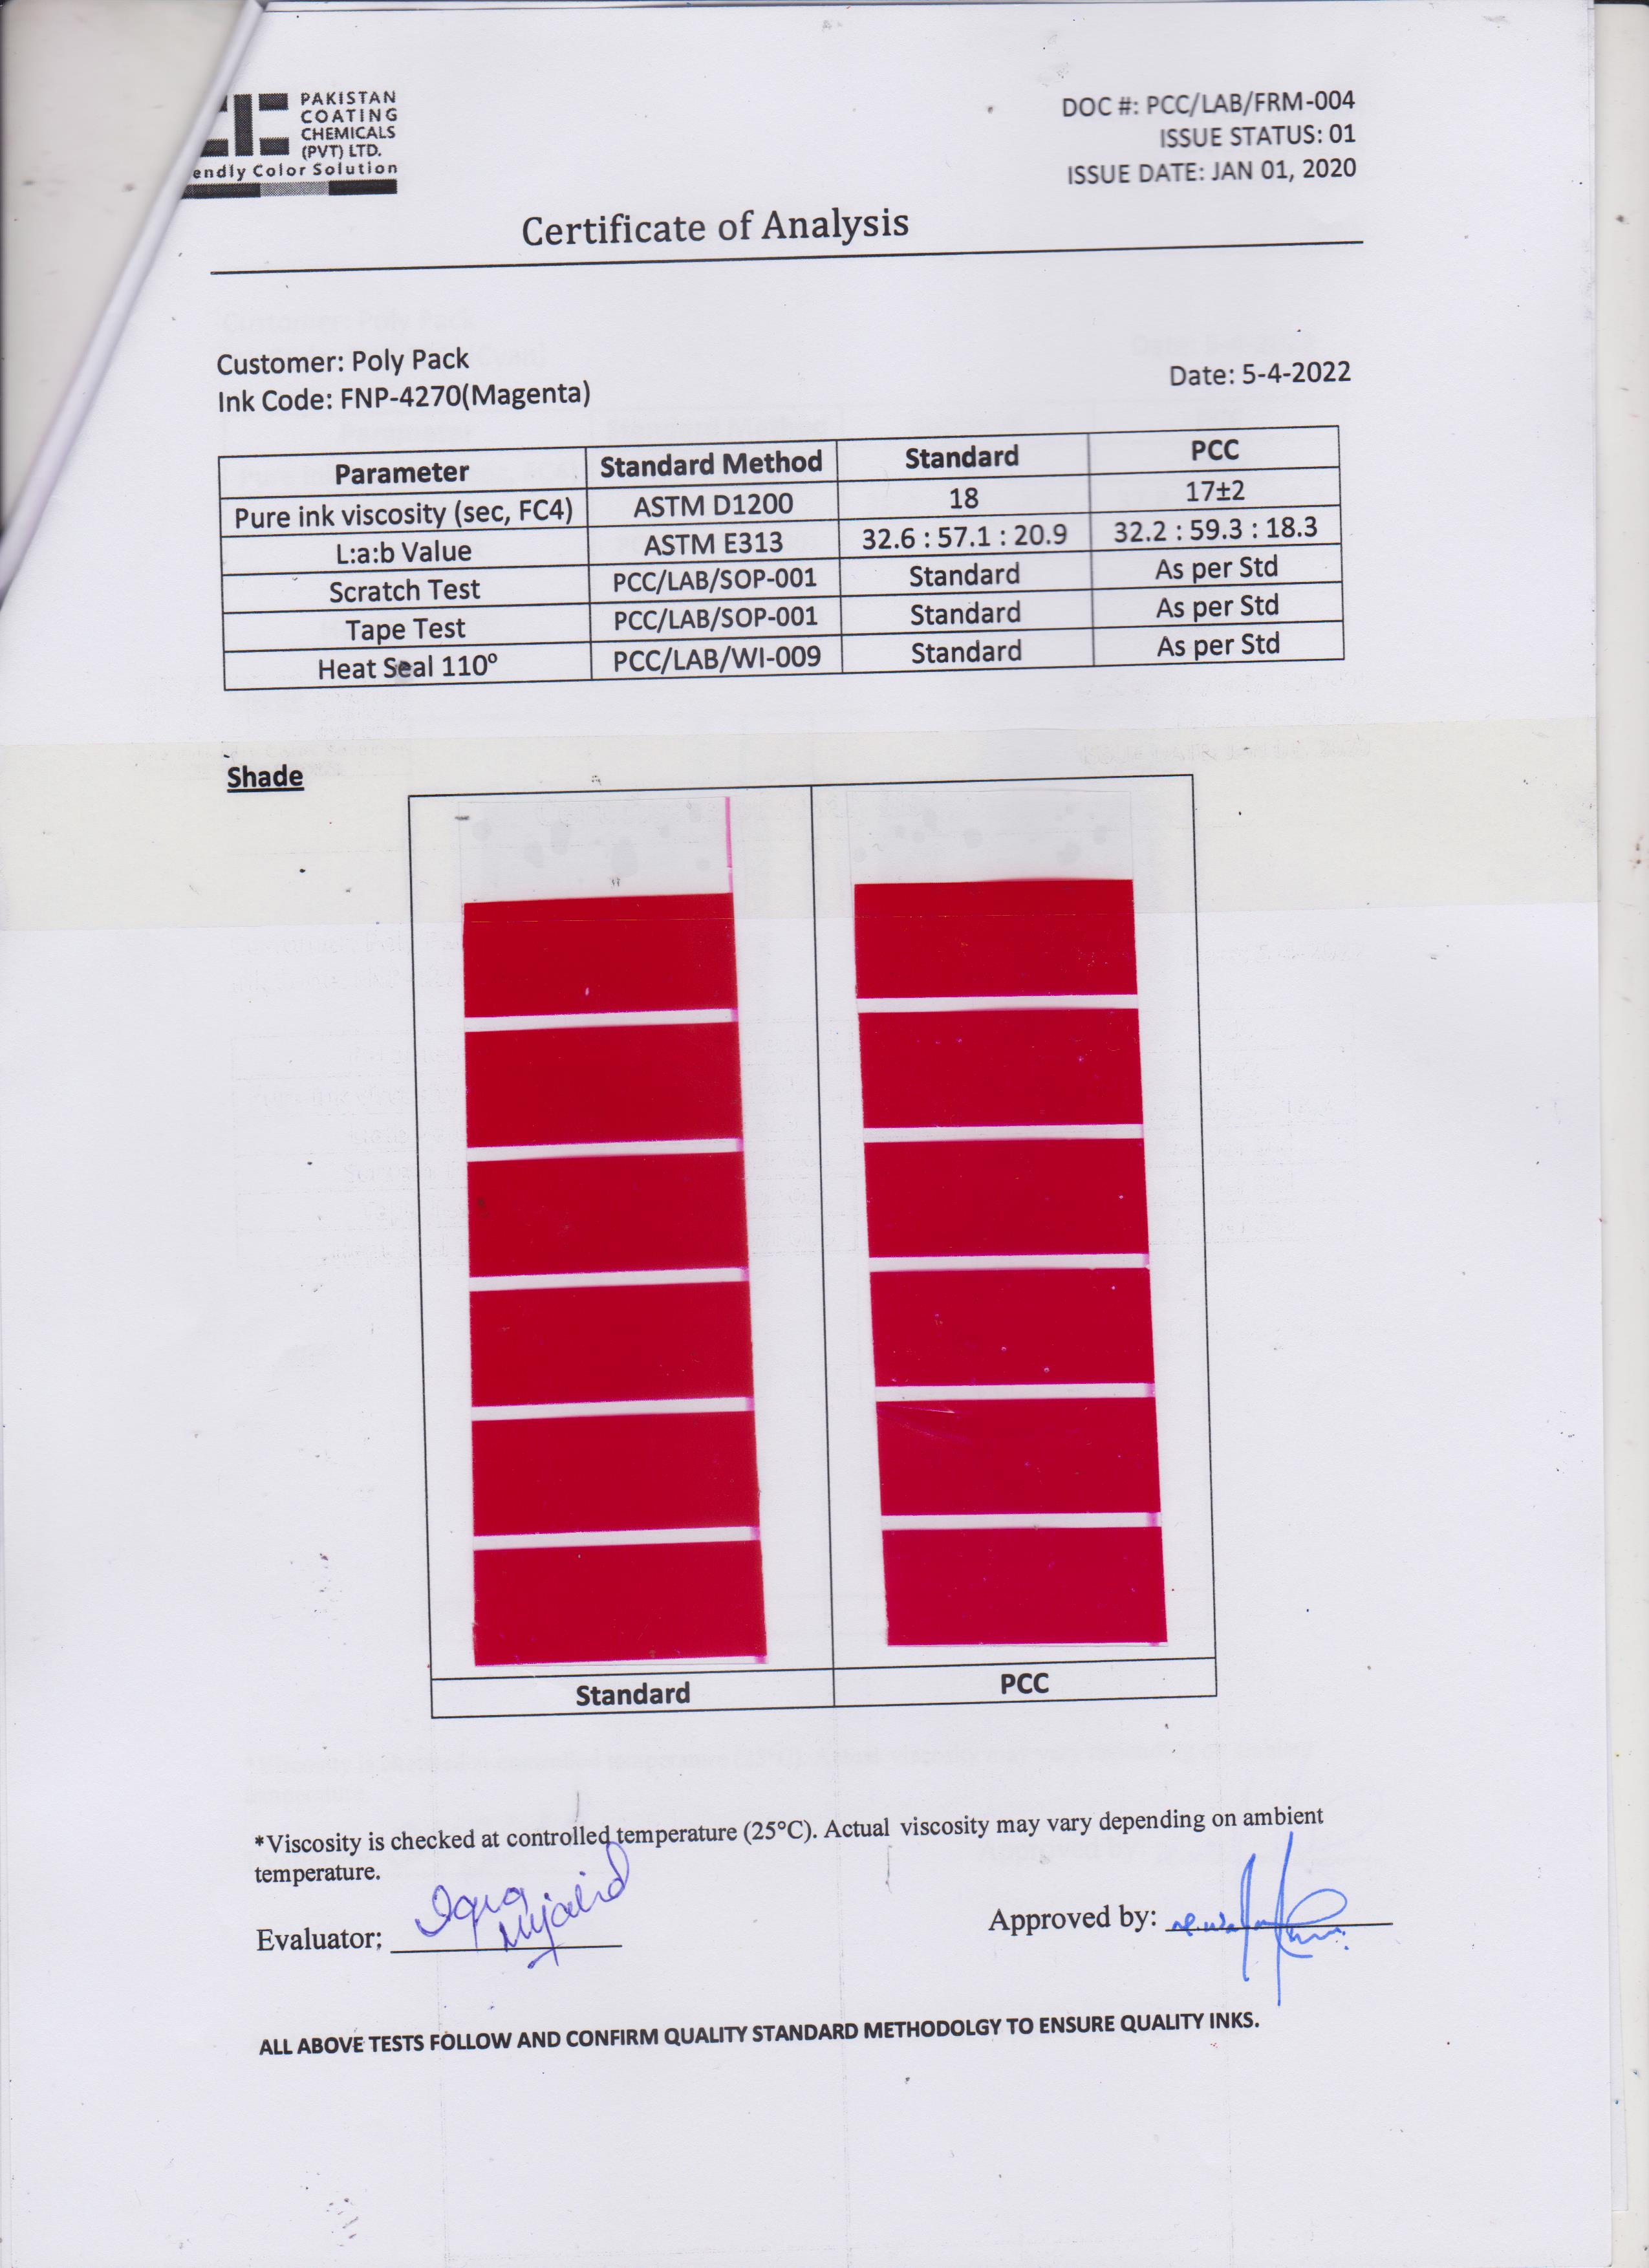 PAKISTAN
COATING
CHEMICALS
(PVT) LTD.
endly Color Solution
DOC #: PCC/LAB/FRM-004
ISSUE STATUS: 01
ISSUE DATE: JAN 01, 2020
Certificate of Analysis
Customer: Poly Pack
Ink Code: FNP-4270(Magenta)
Date: 5-4-2022
Parameter Standard Method Standard PCC
Pure ink viscosity (sec, FC4) ASTM D1200 18 17±2
L:a:b Value ASTM E313 32.6 : 57.1 : 20.9 32.2 : 59.3 : 18.3
Scratch Test PCC/LAB/SOP-001 Standard As per Std
Tape Test PCC/LAB/SOP-001 Standard As per Std
Heat Seal 110º PCC/LAB/WI-009 Standard As per Std
Shade
Standard PCC
*Viscosity is checked at controlled temperature (25°C). Actual viscosity may vary depending on ambient
temperature.
Evaluator: Iqra
Approved by:
ALL ABOVE TESTS FOLLOW AND CONFIRM QUALITY STANDARD METHODOLGY TO ENSURE QUALITY INKS.